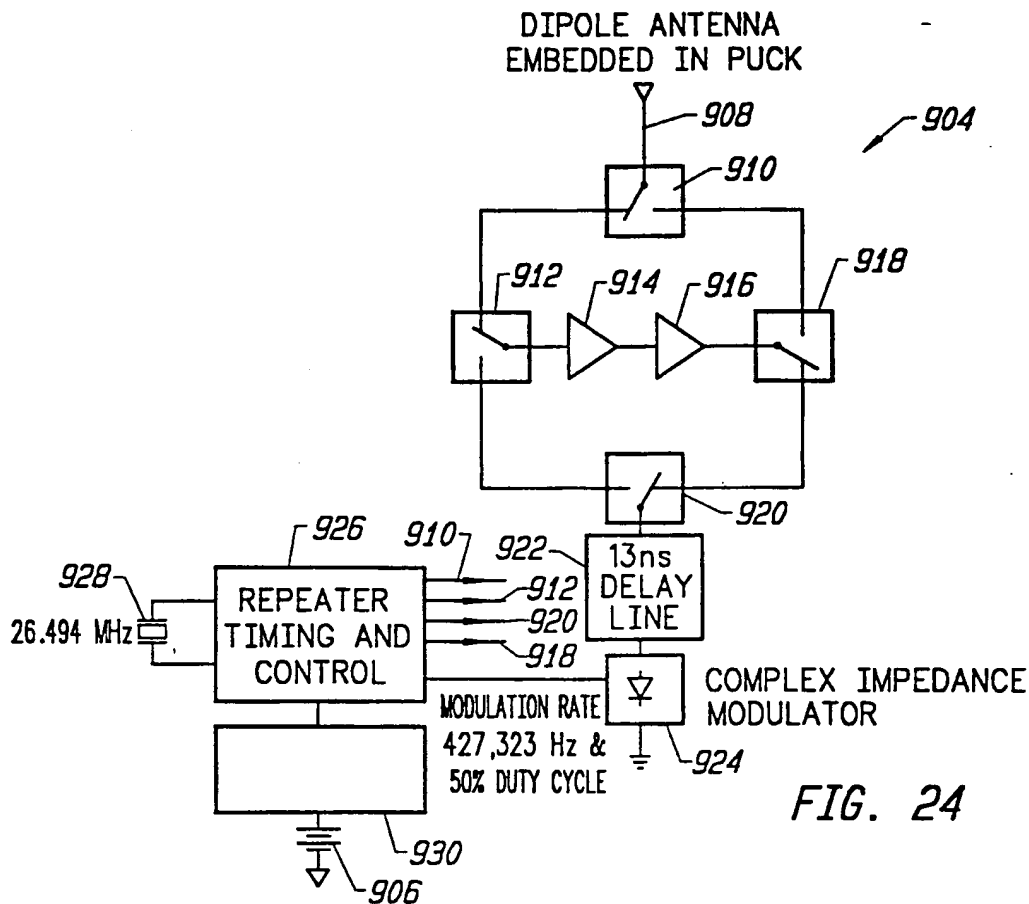 DIPOLE ANTENNA
EMBEDDED IN PUCK
908
904
910
918
912
914
916
920
926
910
922
13ns
DELAY
LINE
928
912
REPEATER
TIMING AND
CONTROL
920
26.494 MHz
918
COMPLEX IMPEDANCE
MODULATOR
MODULATION RATE
427,323 Hz &
50% DUTY CYCLE
924
FIG. 24
930
906